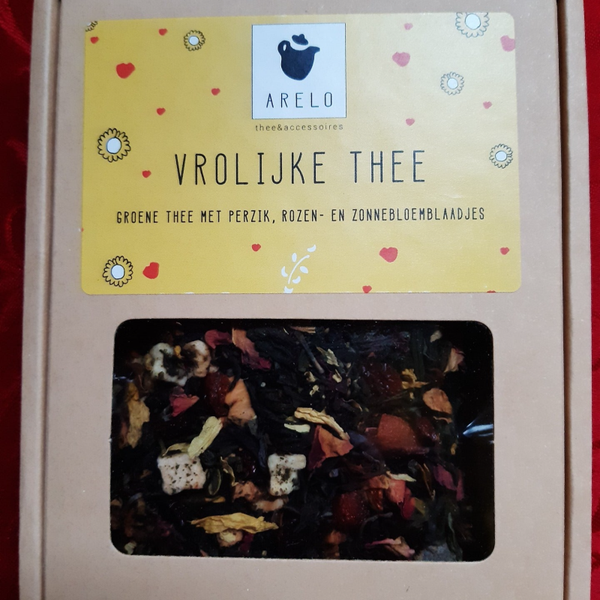 ARELO
thee&accessoires
VROLIJKE THEE
GROENE THEE MET PERZIK, ROZEN- EN ZONNEBLOEMBLAADJES